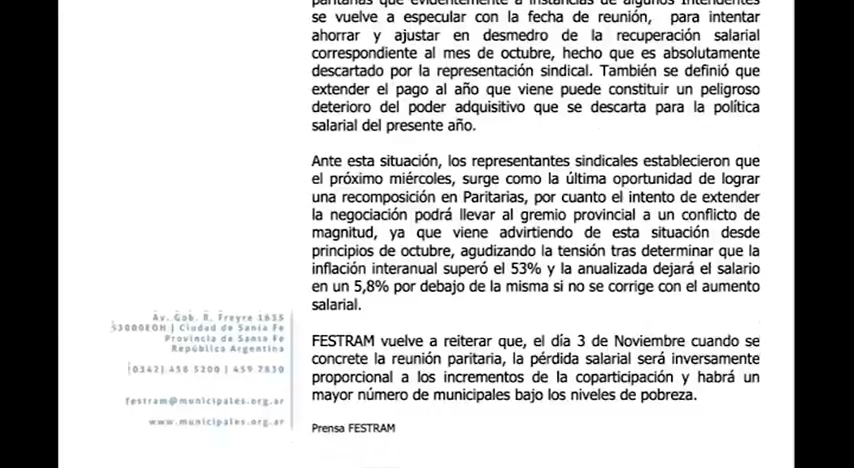 paritarias que evidentemente a instancias de algunos Intendentes
se vuelve a especular con la fecha de reunión, para intentar
ahorrar y ajustar en desmedro de la recuperación salarial
correspondiente al mes de octubre, hecho que es absolutamente
descartado por la representación sindical. También se definió que
extender el pago al año que viene puede constituir un peligroso
deterioro del poder adquisitivo que se descarta para la política
salarial del presente año.
Ante esta situación, los representantes sindicales establecieron que
el próximo miércoles, surge como la última oportunidad de lograr
una recomposición en Paritarias, por cuanto el intento de extender
la negociación podrá llevar al gremio provincial a un conflicto de
magnitud, ya que viene advirtiendo de esta situación desde
principios de octubre, agudizando la tensión tras determinar que la
inflación interanual superó el 53% y la anualizada dejará el salario
en un 5,8% por debajo de la misma si no se corrige con el aumento
salarial.
FESTRAM vuelve a reiterar que, el día 3 de Noviembre cuando se
concrete la reunión paritaria, la pérdida salarial será inversamente
proporcional a los incrementos de la coparticipación y habrá un
mayor número de municipales bajo los niveles de pobreza.
Prensa FESTRAM
Av. Gob. R. Freyre 1635
S3000EOH | Ciudad de Santa Fe
Provincia de Santa Fe
República Argentina
(0342) 458 5200 | 459 7830
festram@municipales.org.ar
www.municipales.org.ar